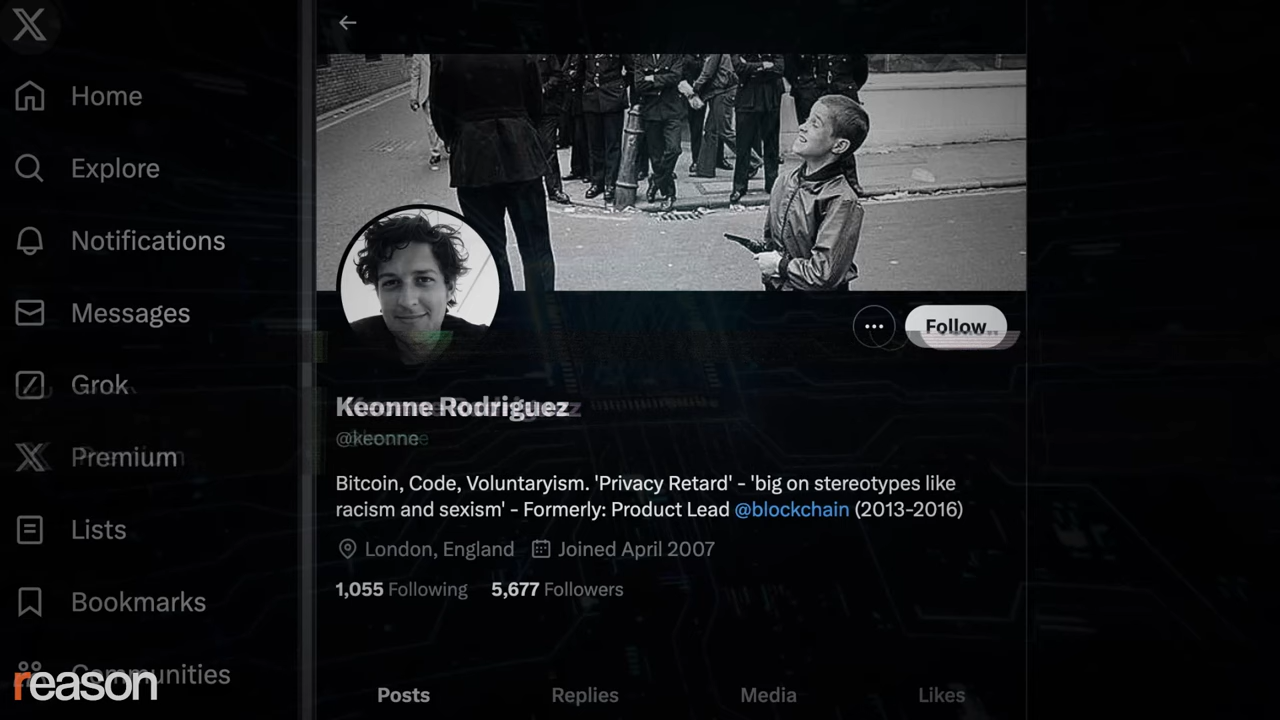 Home
Explore
Notifications
Messages
Grok
Premium
Lists
Bookmarks
Communities
reason
Follow
Keonne Rodriguez
@keonne
Bitcoin, Code, Voluntaryism. 'Privacy Retard' - 'big on stereotypes like
racism and sexism' - Formerly: Product Lead @blockchain (2013-2016)
London, England Joined April 2007
1,055 Following 5,677 Followers
Posts Replies Media Likes